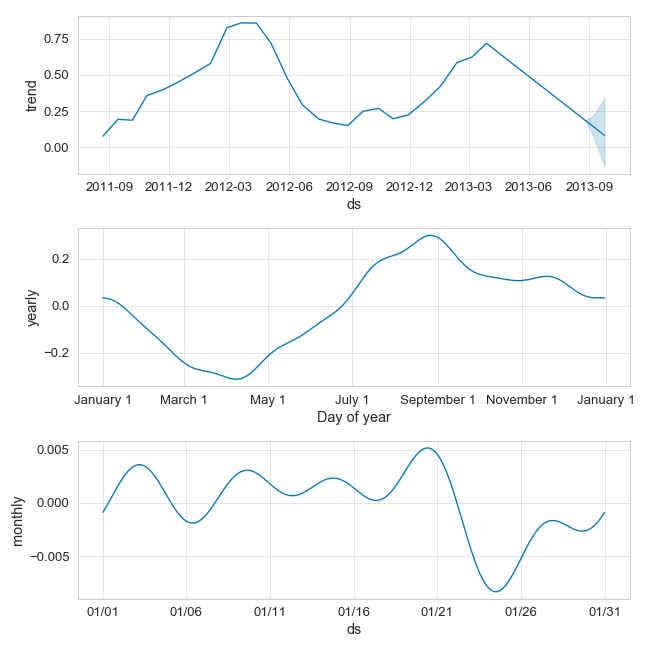 trend
0.75
0.50
0.25
0.00
2011-09 2011-12 2012-03 2012-06 2012-09 2012-12 2013-03 2013-06 2013-09
ds
yearly
0.2
0.0
−0.2
January 1 March 1 May 1 July 1 September 1 November 1 January 1
Day of year
monthly
0.005
0.000
−0.005
01/01 01/06 01/11 01/16 01/21 01/26 01/31
ds